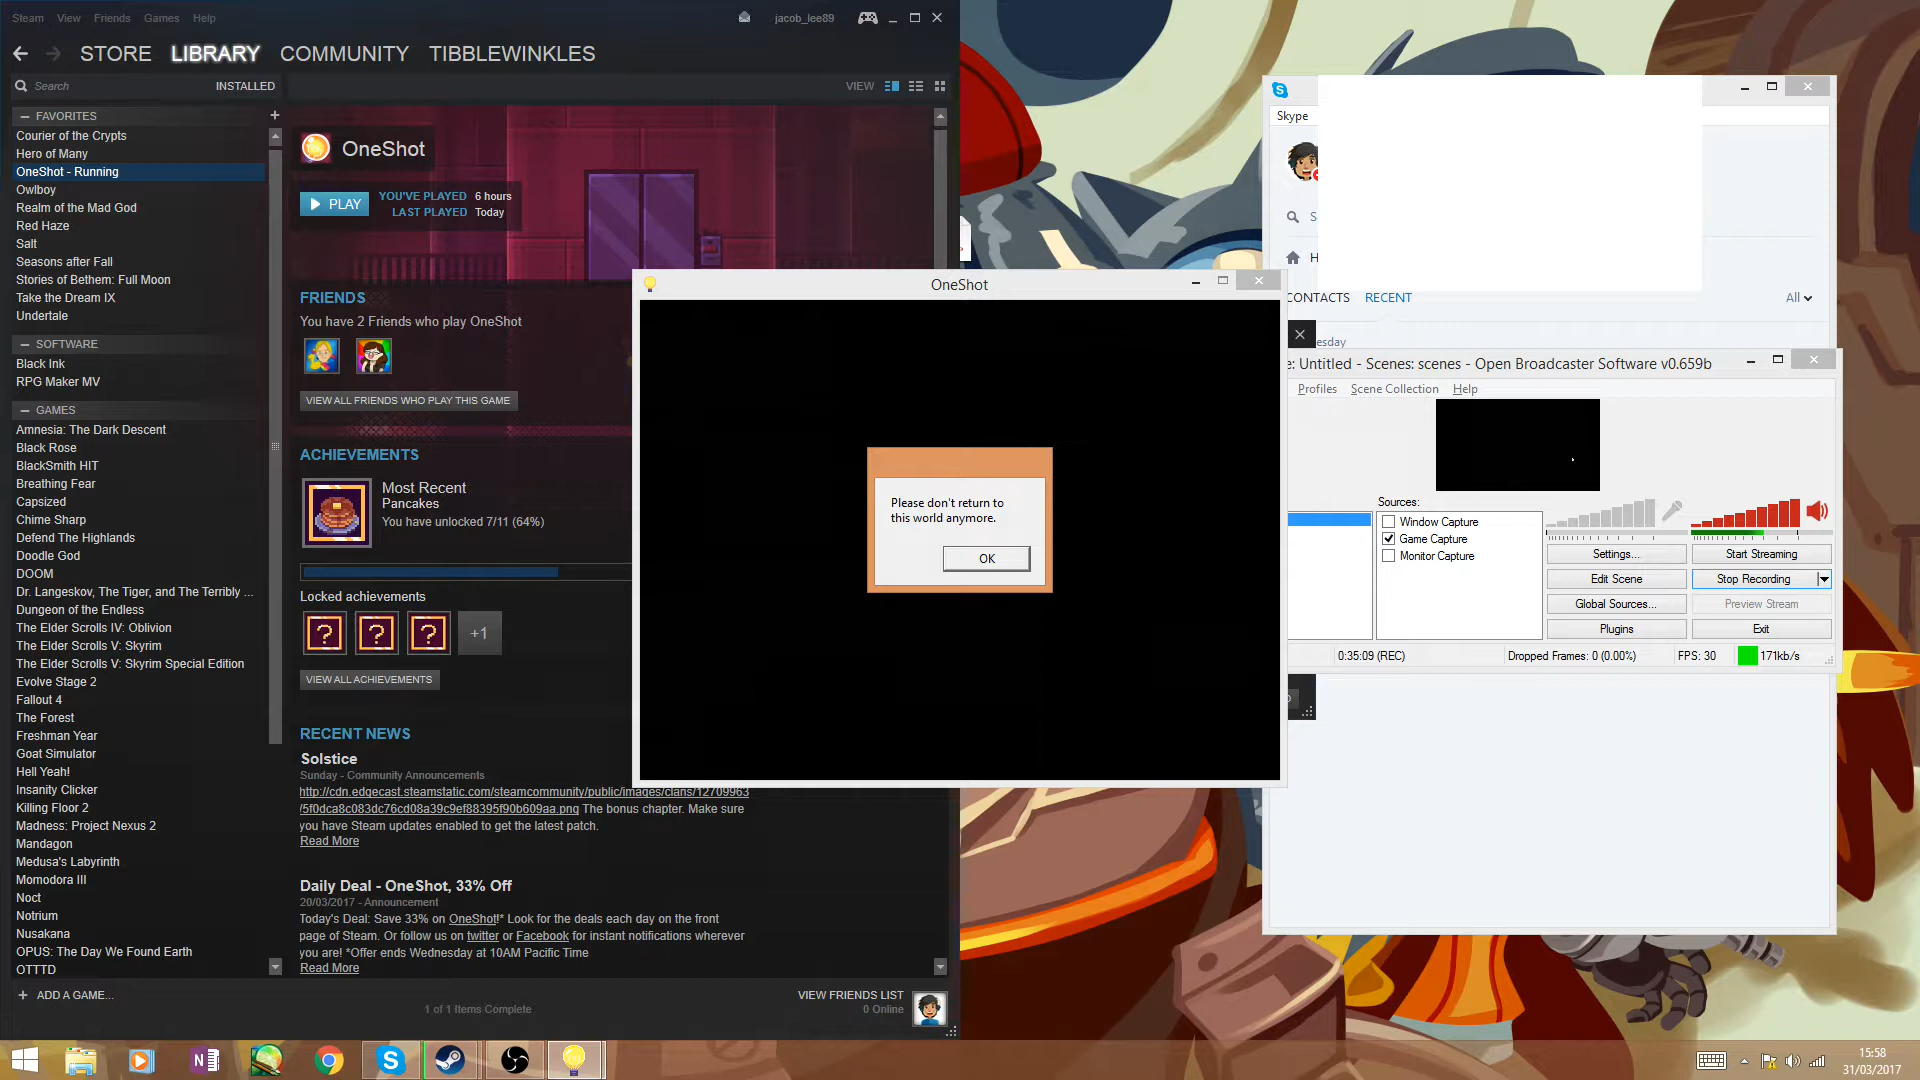 Steam View Friends Games Help
jacob_lee89
STORE LIBRARY COMMUNITY TIBBLEWINKLES
Search INSTALLED
VIEW
FAVORITES
Courier of the Crypts
Hero of Many
OneShot - Running
Owlboy
Realm of the Mad God
Red Haze
Salt
Seasons after Fall
Stories of Bethem: Full Moon
Take the Dream IX
Undertale
SOFTWARE
Black Ink
RPG Maker MV
GAMES
Amnesia: The Dark Descent
Black Rose
BlackSmith HIT
Breathing Fear
Capsized
Chime Sharp
Defend The Highlands
Doodle God
DOOM
Dr. Langeskov, The Tiger, and The Terribly ...
Dungeon of the Endless
The Elder Scrolls IV: Oblivion
The Elder Scrolls V: Skyrim
The Elder Scrolls V: Skyrim Special Edition
Evolve Stage 2
Fallout 4
The Forest
Freshman Year
Goat Simulator
Hell Yeah!
Insanity Clicker
Killing Floor 2
Madness: Project Nexus 2
Mandagon
Medusa's Labyrinth
Momodora III
Noct
Notrium
Nusakana
OPUS: The Day We Found Earth
OTTTD
ADD A GAME...
OneShot
PLAY
YOU'VE PLAYED 6 hours
LAST PLAYED Today
FRIENDS
You have 2 Friends who play OneShot
VIEW ALL FRIENDS WHO PLAY THIS GAME
ACHIEVEMENTS
Most Recent
Pancakes
You have unlocked 7/11 (64%)
Locked achievements
? ? ? +1
VIEW ALL ACHIEVEMENTS
RECENT NEWS
Solstice
Sunday - Community Announcements
http://cdn.edgecast.steamstatic.com/steamcommunity/public/images/clans/12709963
/5f0dca8c083dc76cd08a39c9ef88395f90b609aa.png The bonus chapter. Make sure
you have Steam updates enabled to get the latest patch.
Read More
Daily Deal - OneShot, 33% Off
20/03/2017 - Announcement
Today's Deal: Save 33% on OneShot!* Look for the deals each day on the front
page of Steam. Or follow us on twitter or Facebook for instant notifications wherever
you are! *Offer ends Wednesday at 10AM Pacific Time
Read More
1 of 1 Items Complete
VIEW FRIENDS LIST
0 Online
OneShot
Please don't return to
this world anymore.
OK
Skype
S
H
CONTACTS RECENT All
esday
e: Untitled - Scenes: scenes - Open Broadcaster Software v0.659b
Profiles Scene Collection Help
Sources:
Window Capture
Game Capture
Monitor Capture
Settings... Start Streaming
Edit Scene Stop Recording
Global Sources... Preview Stream
Plugins Exit
0:35:09 (REC) Dropped Frames: 0 (0.00%) FPS: 30 171kb/s
15:58
31/03/2017